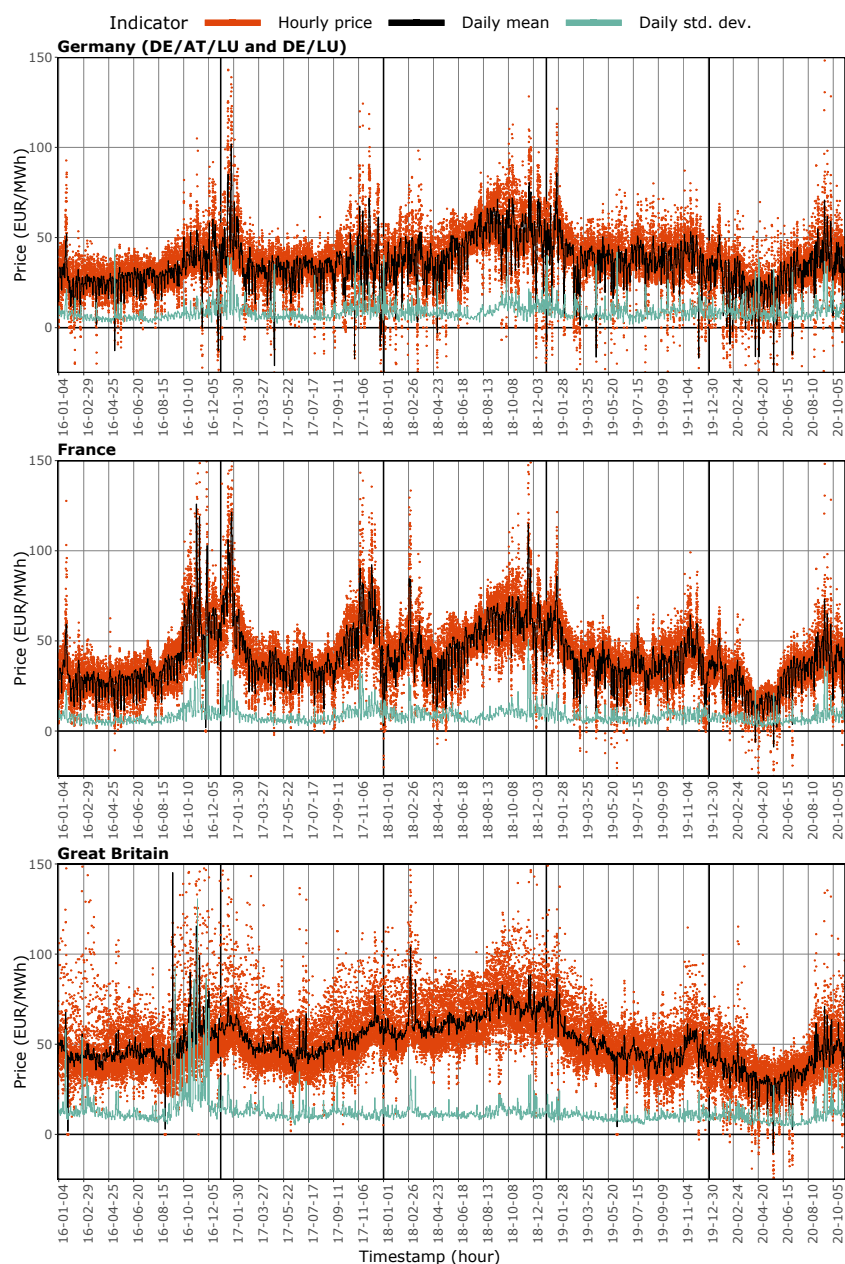 Indicator Hourly price Daily mean Daily std. dev.
Germany (DE/AT/LU and DE/LU)
150
100
50
0
Price (EUR/MWh)
16-01-04 16-02-29 16-04-25 16-06-20 16-08-15 16-10-10 16-12-05 17-01-30 17-03-27 17-05-22 17-07-17 17-09-11 17-11-06 18-01-01 18-02-26 18-04-23 18-06-18 18-08-13 18-10-08 18-12-03 19-01-28 19-03-25 19-05-20 19-07-15 19-09-09 19-11-04 19-12-30 20-02-24 20-04-20 20-06-15 20-08-10 20-10-05
France
150
100
50
0
Price (EUR/MWh)
16-01-04 16-02-29 16-04-25 16-06-20 16-08-15 16-10-10 16-12-05 17-01-30 17-03-27 17-05-22 17-07-17 17-09-11 17-11-06 18-01-01 18-02-26 18-04-23 18-06-18 18-08-13 18-10-08 18-12-03 19-01-28 19-03-25 19-05-20 19-07-15 19-09-09 19-11-04 19-12-30 20-02-24 20-04-20 20-06-15 20-08-10 20-10-05
Great Britain
150
100
50
0
Price (EUR/MWh)
16-01-04 16-02-29 16-04-25 16-06-20 16-08-15 16-10-10 16-12-05 17-01-30 17-03-27 17-05-22 17-07-17 17-09-11 17-11-06 18-01-01 18-02-26 18-04-23 18-06-18 18-08-13 18-10-08 18-12-03 19-01-28 19-03-25 19-05-20 19-07-15 19-09-09 19-11-04 19-12-30 20-02-24 20-04-20 20-06-15 20-08-10 20-10-05
Timestamp (hour)